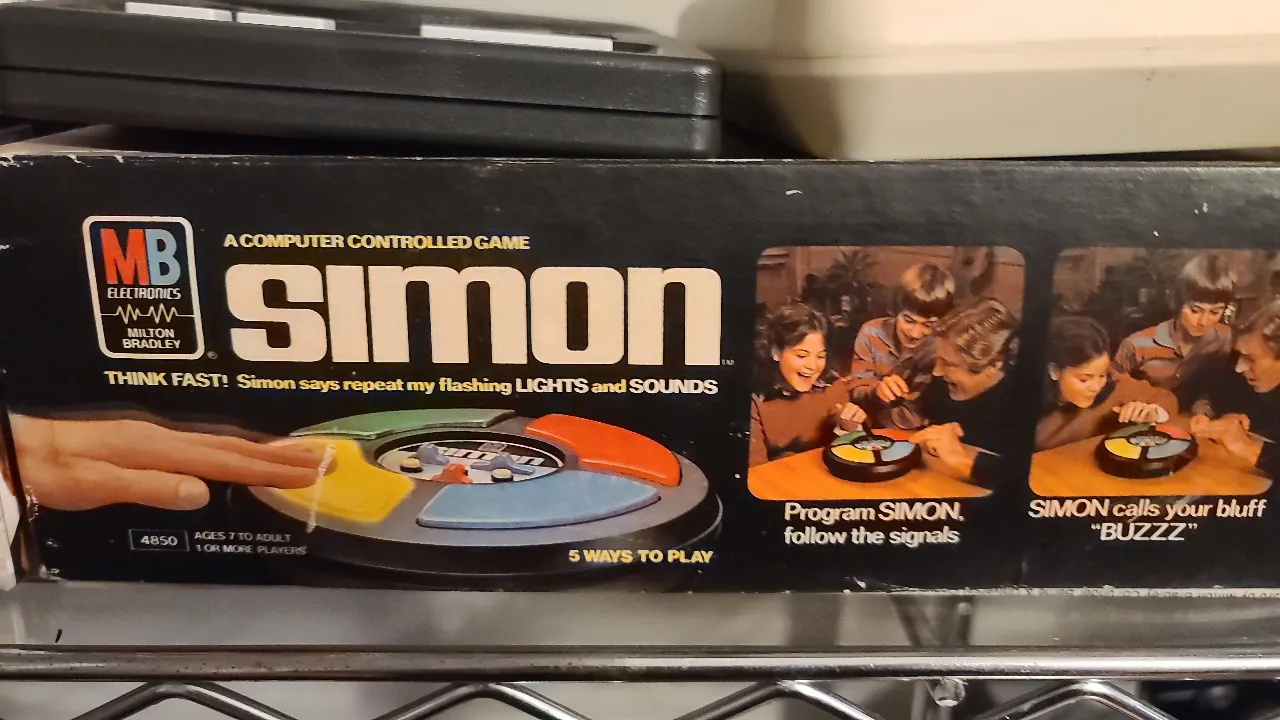 MB
ELECTRONICS
MILTON
BRADLEY
®
A COMPUTER CONTROLLED GAME
simon
TM
THINK FAST! Simon says repeat my flashing LIGHTS and SOUNDS
simon
4850
AGES 7 TO ADULT
1 OR MORE PLAYERS
5 WAYS TO PLAY
Program SIMON,
follow the signals
SIMON calls your bluff
"BUZZZ"